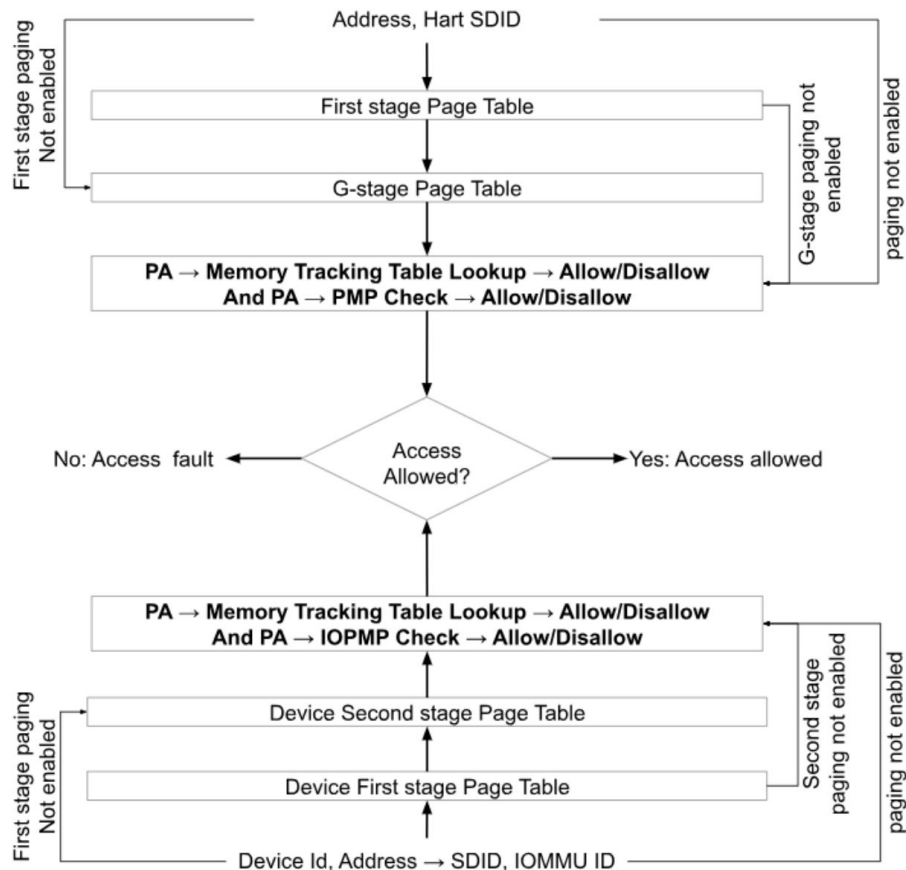 Address, Hart SDID
First stage paging
Not enabled
First stage Page Table
G-stage paging not
enabled
paging not enabled
G-stage Page Table
PA → Memory Tracking Table Lookup → Allow/Disallow
And PA → PMP Check → Allow/Disallow
Access
Allowed?
No: Access fault
Yes: Access allowed
PA → Memory Tracking Table Lookup → Allow/Disallow
And PA → IOPMP Check → Allow/Disallow
First stage paging
Not enabled
Device Second stage Page Table
Second stage
paging not enabled
paging not enabled
Device First stage Page Table
Device Id, Address → SDID, IOMMU ID